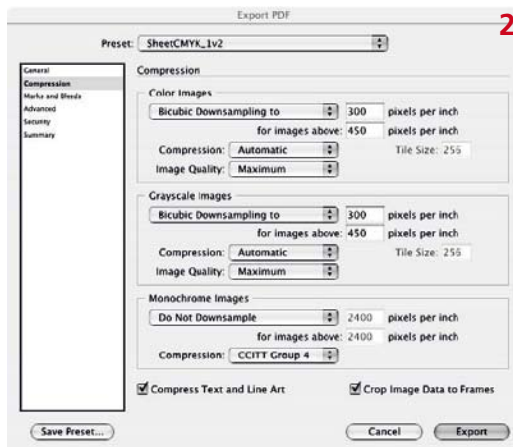 Export PDF
2
Preset: SheetCMYK_1v2
General
Compression
Marks and Bleeds
Advanced
Security
Summary
Compression
Color Images
Bicubic Downsampling to 300 pixels per inch
for images above: 450 pixels per inch
Compression: Automatic Tile Size: 256
Image Quality: Maximum
Grayscale Images
Bicubic Downsampling to 300 pixels per inch
for images above: 450 pixels per inch
Compression: Automatic Tile Size: 256
Image Quality: Maximum
Monochrome Images
Do Not Downsample 2400 pixels per inch
for images above: 2400 pixels per inch
Compression: CCITT Group 4
Compress Text and Line Art Crop Image Data to Frames
Save Preset... Cancel Export